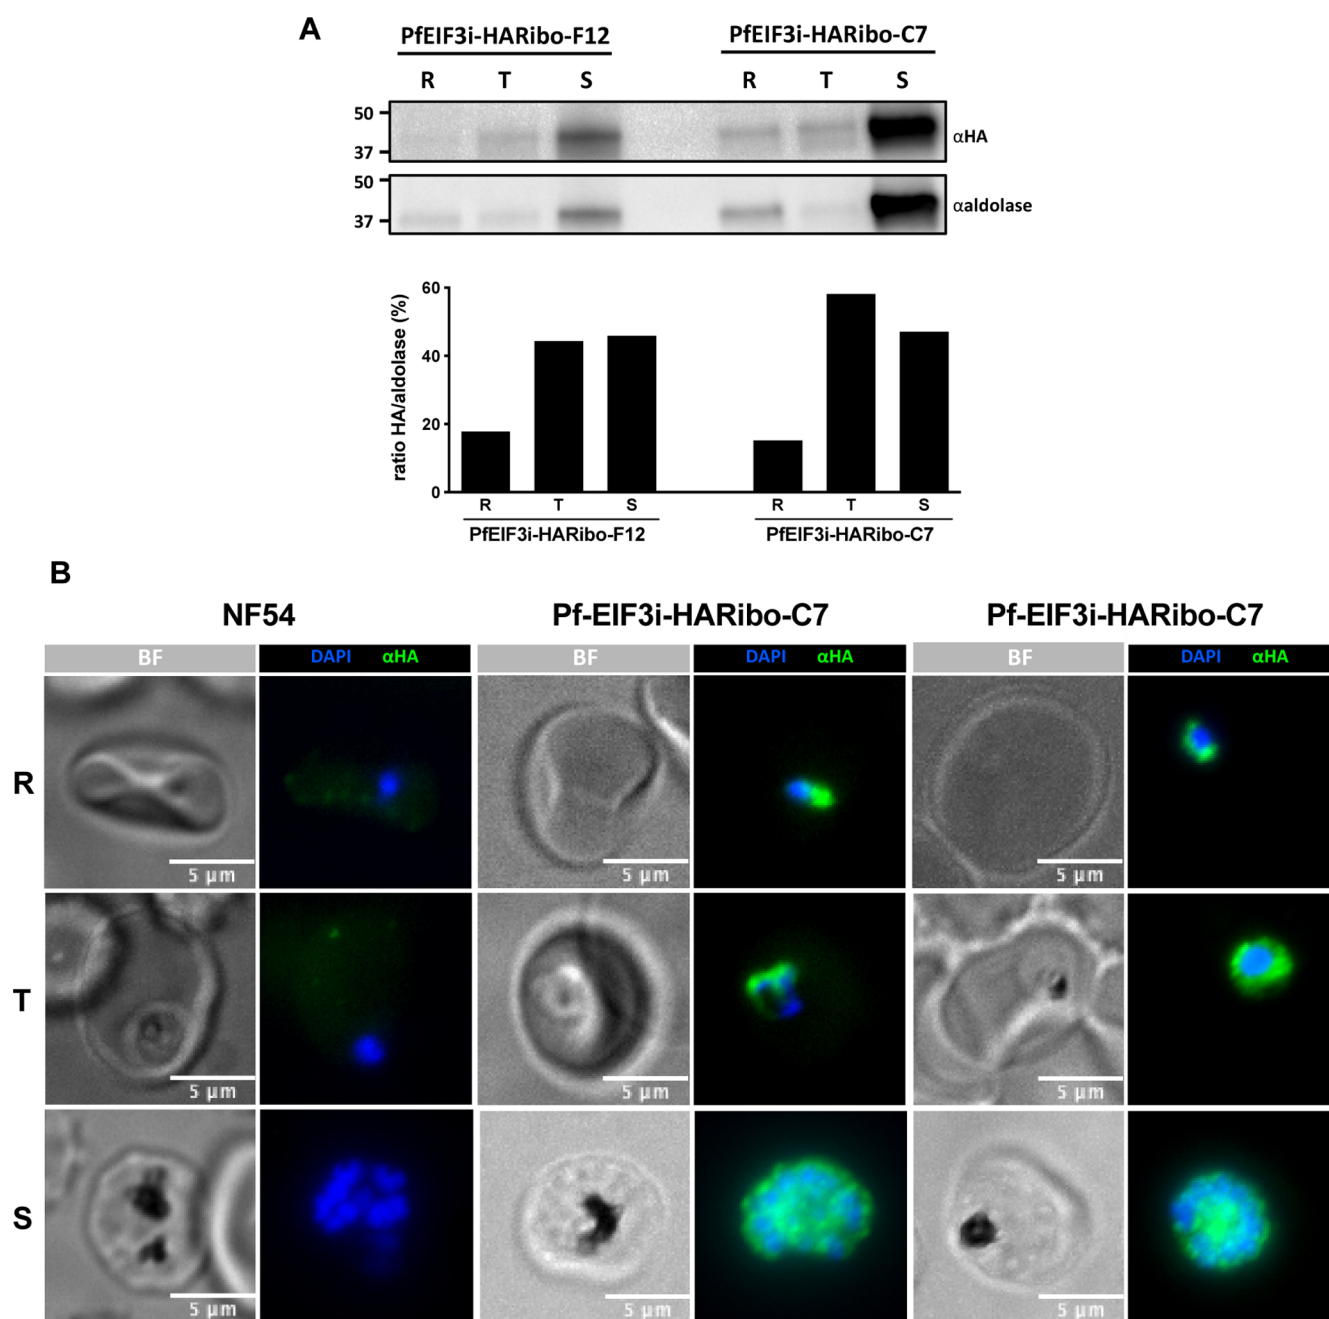 A
PfEIF3i-HARibo-F12 PfEIF3i-HARibo-C7
R T S R T S
50
αHA
37
50
αaldolase
37
60
40
20
0
ratio HA/aldolase (%)
R T S R T S
PfEIF3i-HARibo-F12 PfEIF3i-HARibo-C7
B
NF54 Pf-EIF3i-HARibo-C7 Pf-EIF3i-HARibo-C7
BF DAPI αHA BF DAPI αHA BF DAPI αHA
R
5 μm 5 μm 5 μm
T
5 μm 5 μm 5 μm
S
5 μm 5 μm 5 μm